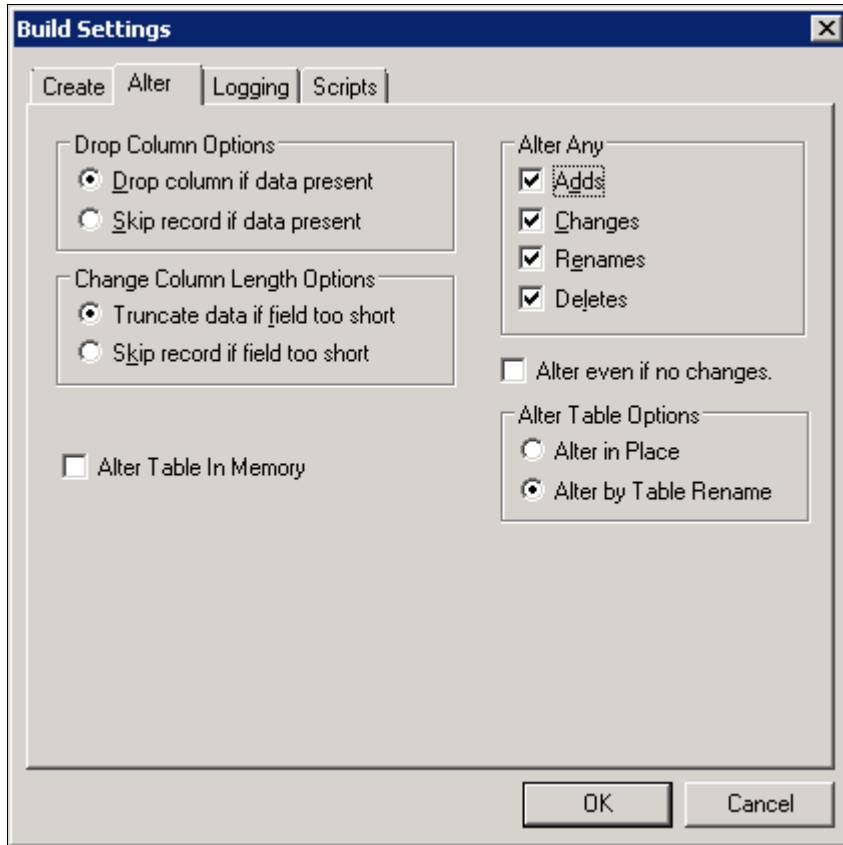 Build Settings
Create Alter Logging Scripts
Drop Column Options
Drop column if data present
Skip record if data present
Change Column Length Options
Truncate data if field too short
Skip record if field too short
Alter Table In Memory
Alter Any
Adds
Changes
Renames
Deletes
Alter even if no changes.
Alter Table Options
Alter in Place
Alter by Table Rename
OK Cancel